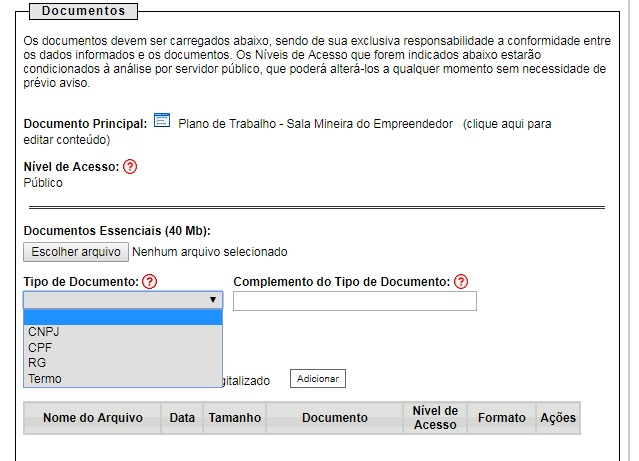 Documentos
Os documentos devem ser carregados abaixo, sendo de sua exclusiva responsabilidade a conformidade entre
os dados informados e os documentos. Os Níveis de Acesso que forem indicados abaixo estarão
condicionados à análise por servidor público, que poderá alterá-los a qualquer momento sem necessidade de
prévio aviso.
Documento Principal: Plano de Trabalho - Sala Mineira do Empreendedor (clique aqui para
editar conteúdo)
Nível de Acesso: ?
Público
Documentos Essenciais (40 Mb):
Escolher arquivo Nenhum arquivo selecionado
Tipo de Documento: ? Complemento do Tipo de Documento: ?
CNPJ
CPF
RG
Termo
gitalizado Adicionar
Nome do Arquivo Data Tamanho Documento Nível de Acesso Formato Ações